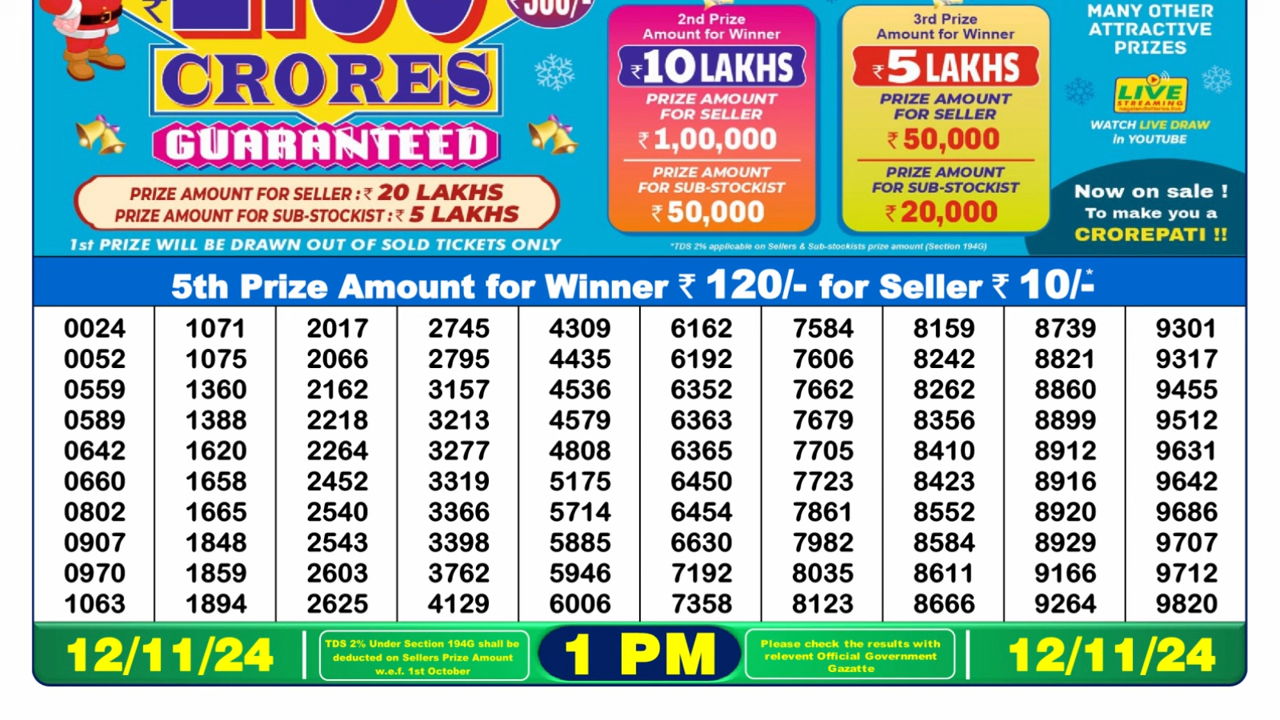 CRORES
GUARANTEED
PRIZE AMOUNT FOR SELLER :₹ 20 LAKHS
PRIZE AMOUNT FOR SUB-STOCKIST :₹ 5 LAKHS
1st PRIZE WILL BE DRAWN OUT OF SOLD TICKETS ONLY
2nd Prize
Amount for Winner
₹10 LAKHS
PRIZE AMOUNT
FOR SELLER
₹ 1,00,000
PRIZE AMOUNT
FOR SUB-STOCKIST
₹ 50,000
3rd Prize
Amount for Winner
₹5 LAKHS
PRIZE AMOUNT
FOR SELLER
₹ 50,000
PRIZE AMOUNT
FOR SUB-STOCKIST
₹ 20,000
*TDS 2% applicable on Sellers & Sub-stockists prize amount (Section 194G)
MANY OTHER
ATTRACTIVE
PRIZES
LIVE
STREAMING
WATCH LIVE DRAW
in YOUTUBE
Now on sale !
To make you a
CROREPATI !!
5th Prize Amount for Winner ₹ 120/- for Seller ₹ 10/-*
0024 1071 2017 2745 4309 6162 7584 8159 8739 9301
0052 1075 2066 2795 4435 6192 7606 8242 8821 9317
0559 1360 2162 3157 4536 6352 7662 8262 8860 9455
0589 1388 2218 3213 4579 6363 7679 8356 8899 9512
0642 1620 2264 3277 4808 6365 7705 8410 8912 9631
0660 1658 2452 3319 5175 6450 7723 8423 8916 9642
0802 1665 2540 3366 5714 6454 7861 8552 8920 9686
0907 1848 2543 3398 5885 6630 7982 8584 8929 9707
0970 1859 2603 3762 5946 7192 8035 8611 9166 9712
1063 1894 2625 4129 6006 7358 8123 8666 9264 9820
12/11/24
TDS 2% Under Section 194G shall be
deducted on Sellers Prize Amount
w.e.f. 1st October
1 PM
Please check the results with
relevent Official Government
Gazatte
12/11/24